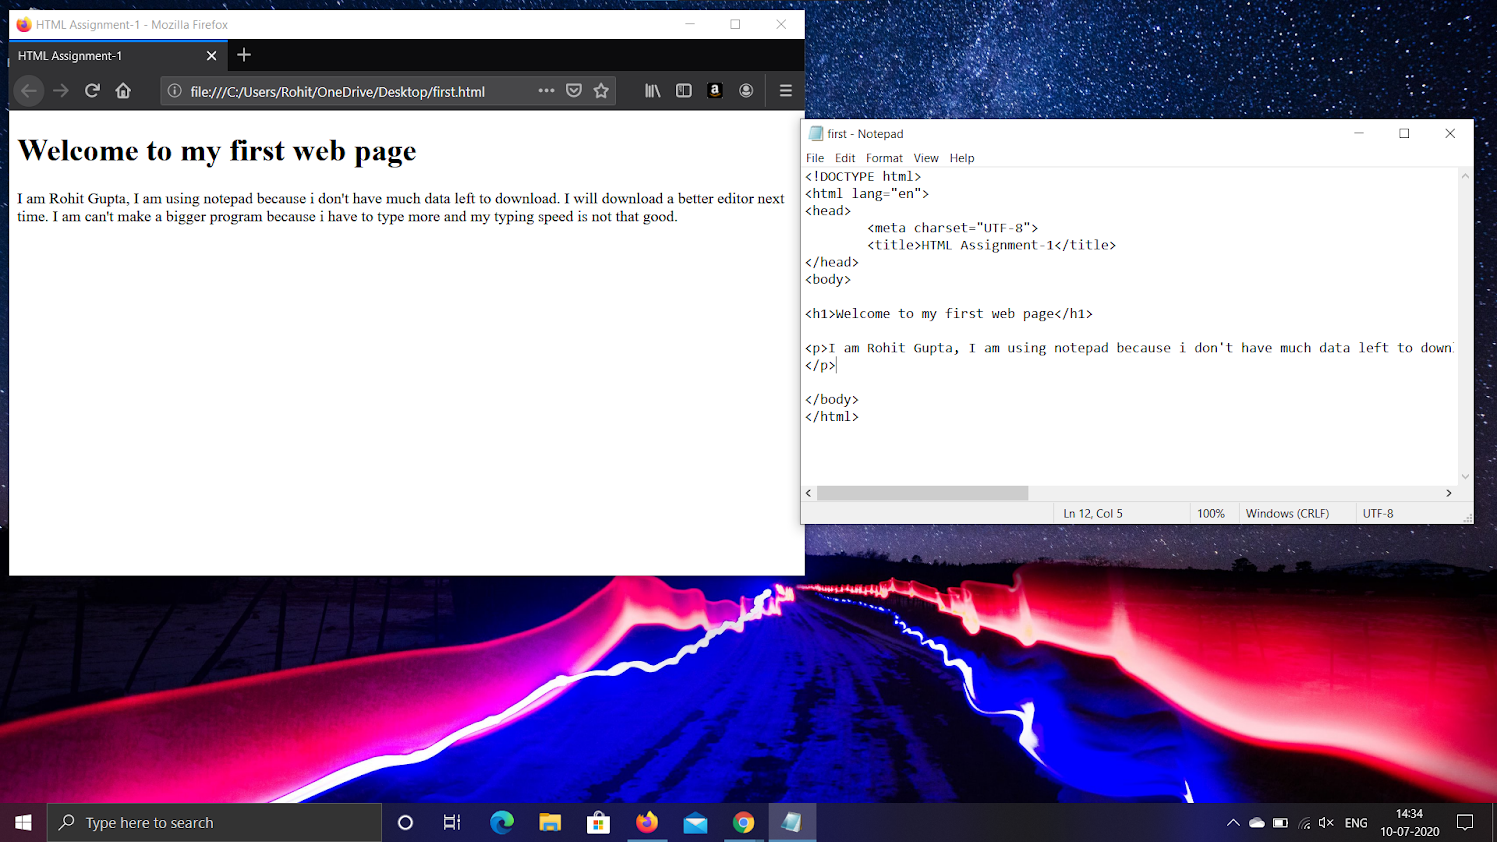 HTML Assignment-1 - Mozilla Firefox
HTML Assignment-1
file:///C:/Users/Rohit/OneDrive/Desktop/first.html
Welcome to my first web page
I am Rohit Gupta, I am using notepad because i don't have much data left to download. I will download a better editor next
time. I am can't make a bigger program because i have to type more and my typing speed is not that good.
first - Notepad
File Edit Format View Help
<!DOCTYPE html>
<html lang="en">
<head>
<meta charset="UTF-8">
<title>HTML Assignment-1</title>
</head>
<body>
<h1>Welcome to my first web page</h1>
<p>I am Rohit Gupta, I am using notepad because i don't have much data left to downl
</p>
</body>
</html>
Ln 12, Col 5 100% Windows (CRLF) UTF-8
Type here to search
ENG
14:34
10-07-2020